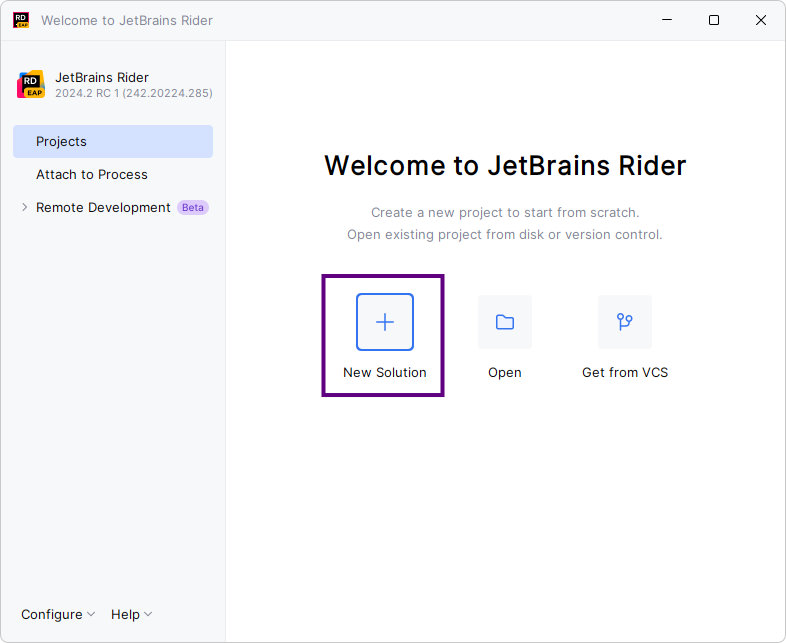 RD EAP Welcome to JetBrains Rider
RD
EAP
JetBrains Rider
2024.2 RC 1 (242.20224.285)
Projects
Attach to Process
Remote Development Beta
Welcome to JetBrains Rider
Create a new project to start from scratch.
Open existing project from disk or version control.
New Solution
Open
Get from VCS
Configure
Help